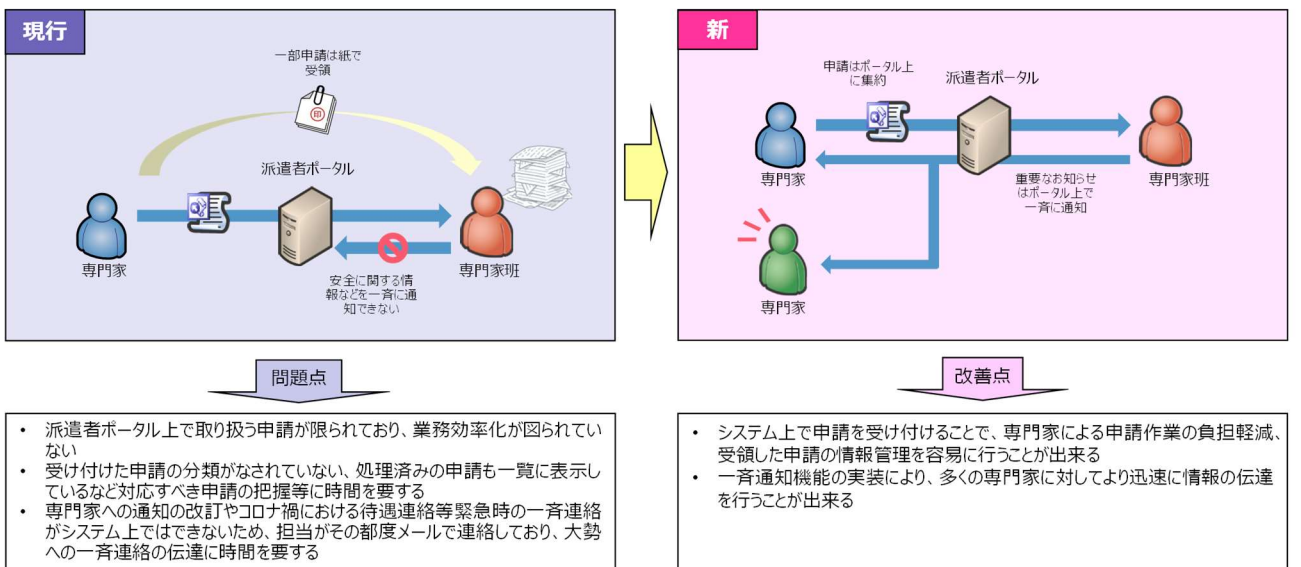 現行
一部申請は紙で
受領
印
派遣者ポータル
専門家
専門家班
安全に関する情
報などを一斉に通
知できない
問題点
• 派遣者ポータル上で取り扱う申請が限られており、業務効率化が図られてい
ない
• 受け付けた申請の分類がなされていない、処理済みの申請も一覧に表示し
ているなど対応すべき申請の把握等に時間を要する
• 専門家への通知の改訂やコロナ禍における待遇連絡等緊急時の一斉連絡
がシステム上ではできないため、担当がその都度メールで連絡しており、大勢
への一斉連絡の伝達に時間を要する
新
申請はポータル上
に集約
派遣者ポータル
専門家
専門家班
重要なお知らせ
はポータル上で
一斉に通知
専門家
改善点
• システム上で申請を受け付けることで、専門家による申請作業の負担軽減、
受領した申請の情報管理を容易に行うことが出来る
• 一斉通知機能の実装により、多くの専門家に対してより迅速に情報の伝達
を行うことが出来る